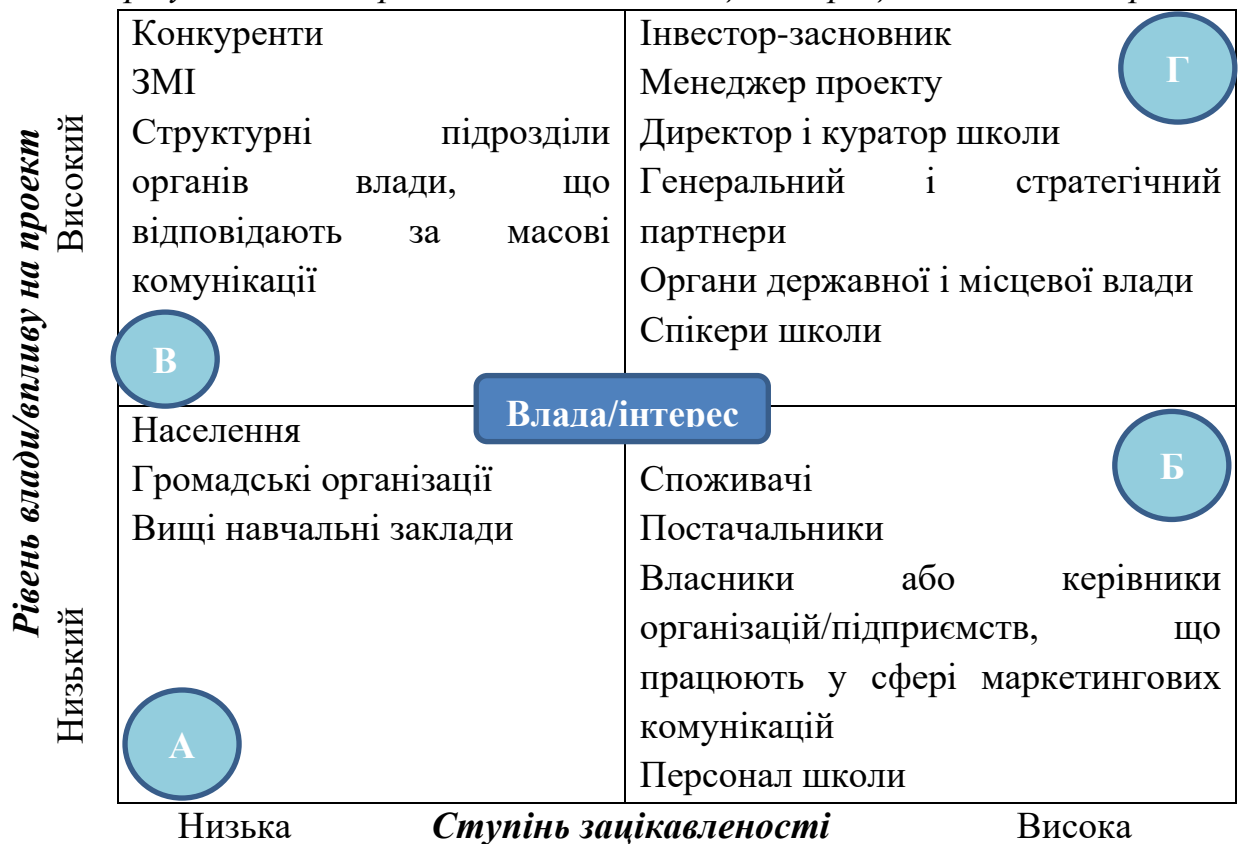 Конкуренти
ЗМІ
Структурні підрозділи
органів влади, що
відповідають за масові
комунікації
В
Інвестор-засновник
Менеджер проекту
Директор і куратор школи
Генеральний і стратегічний
партнери
Органи державної і місцевої влади
Спікери школи
Г
Влада/інтерес
Населення
Громадські організації
Вищі навчальні заклади
А
Споживачі
Постачальники
Власники або керівники
організацій/підприємств, що
працюють у сфері маркетингових
комунікацій
Персонал школи
Б
Рівень влади/впливу на проект
Високий
Низький
Низька Ступінь зацікавленості Висока